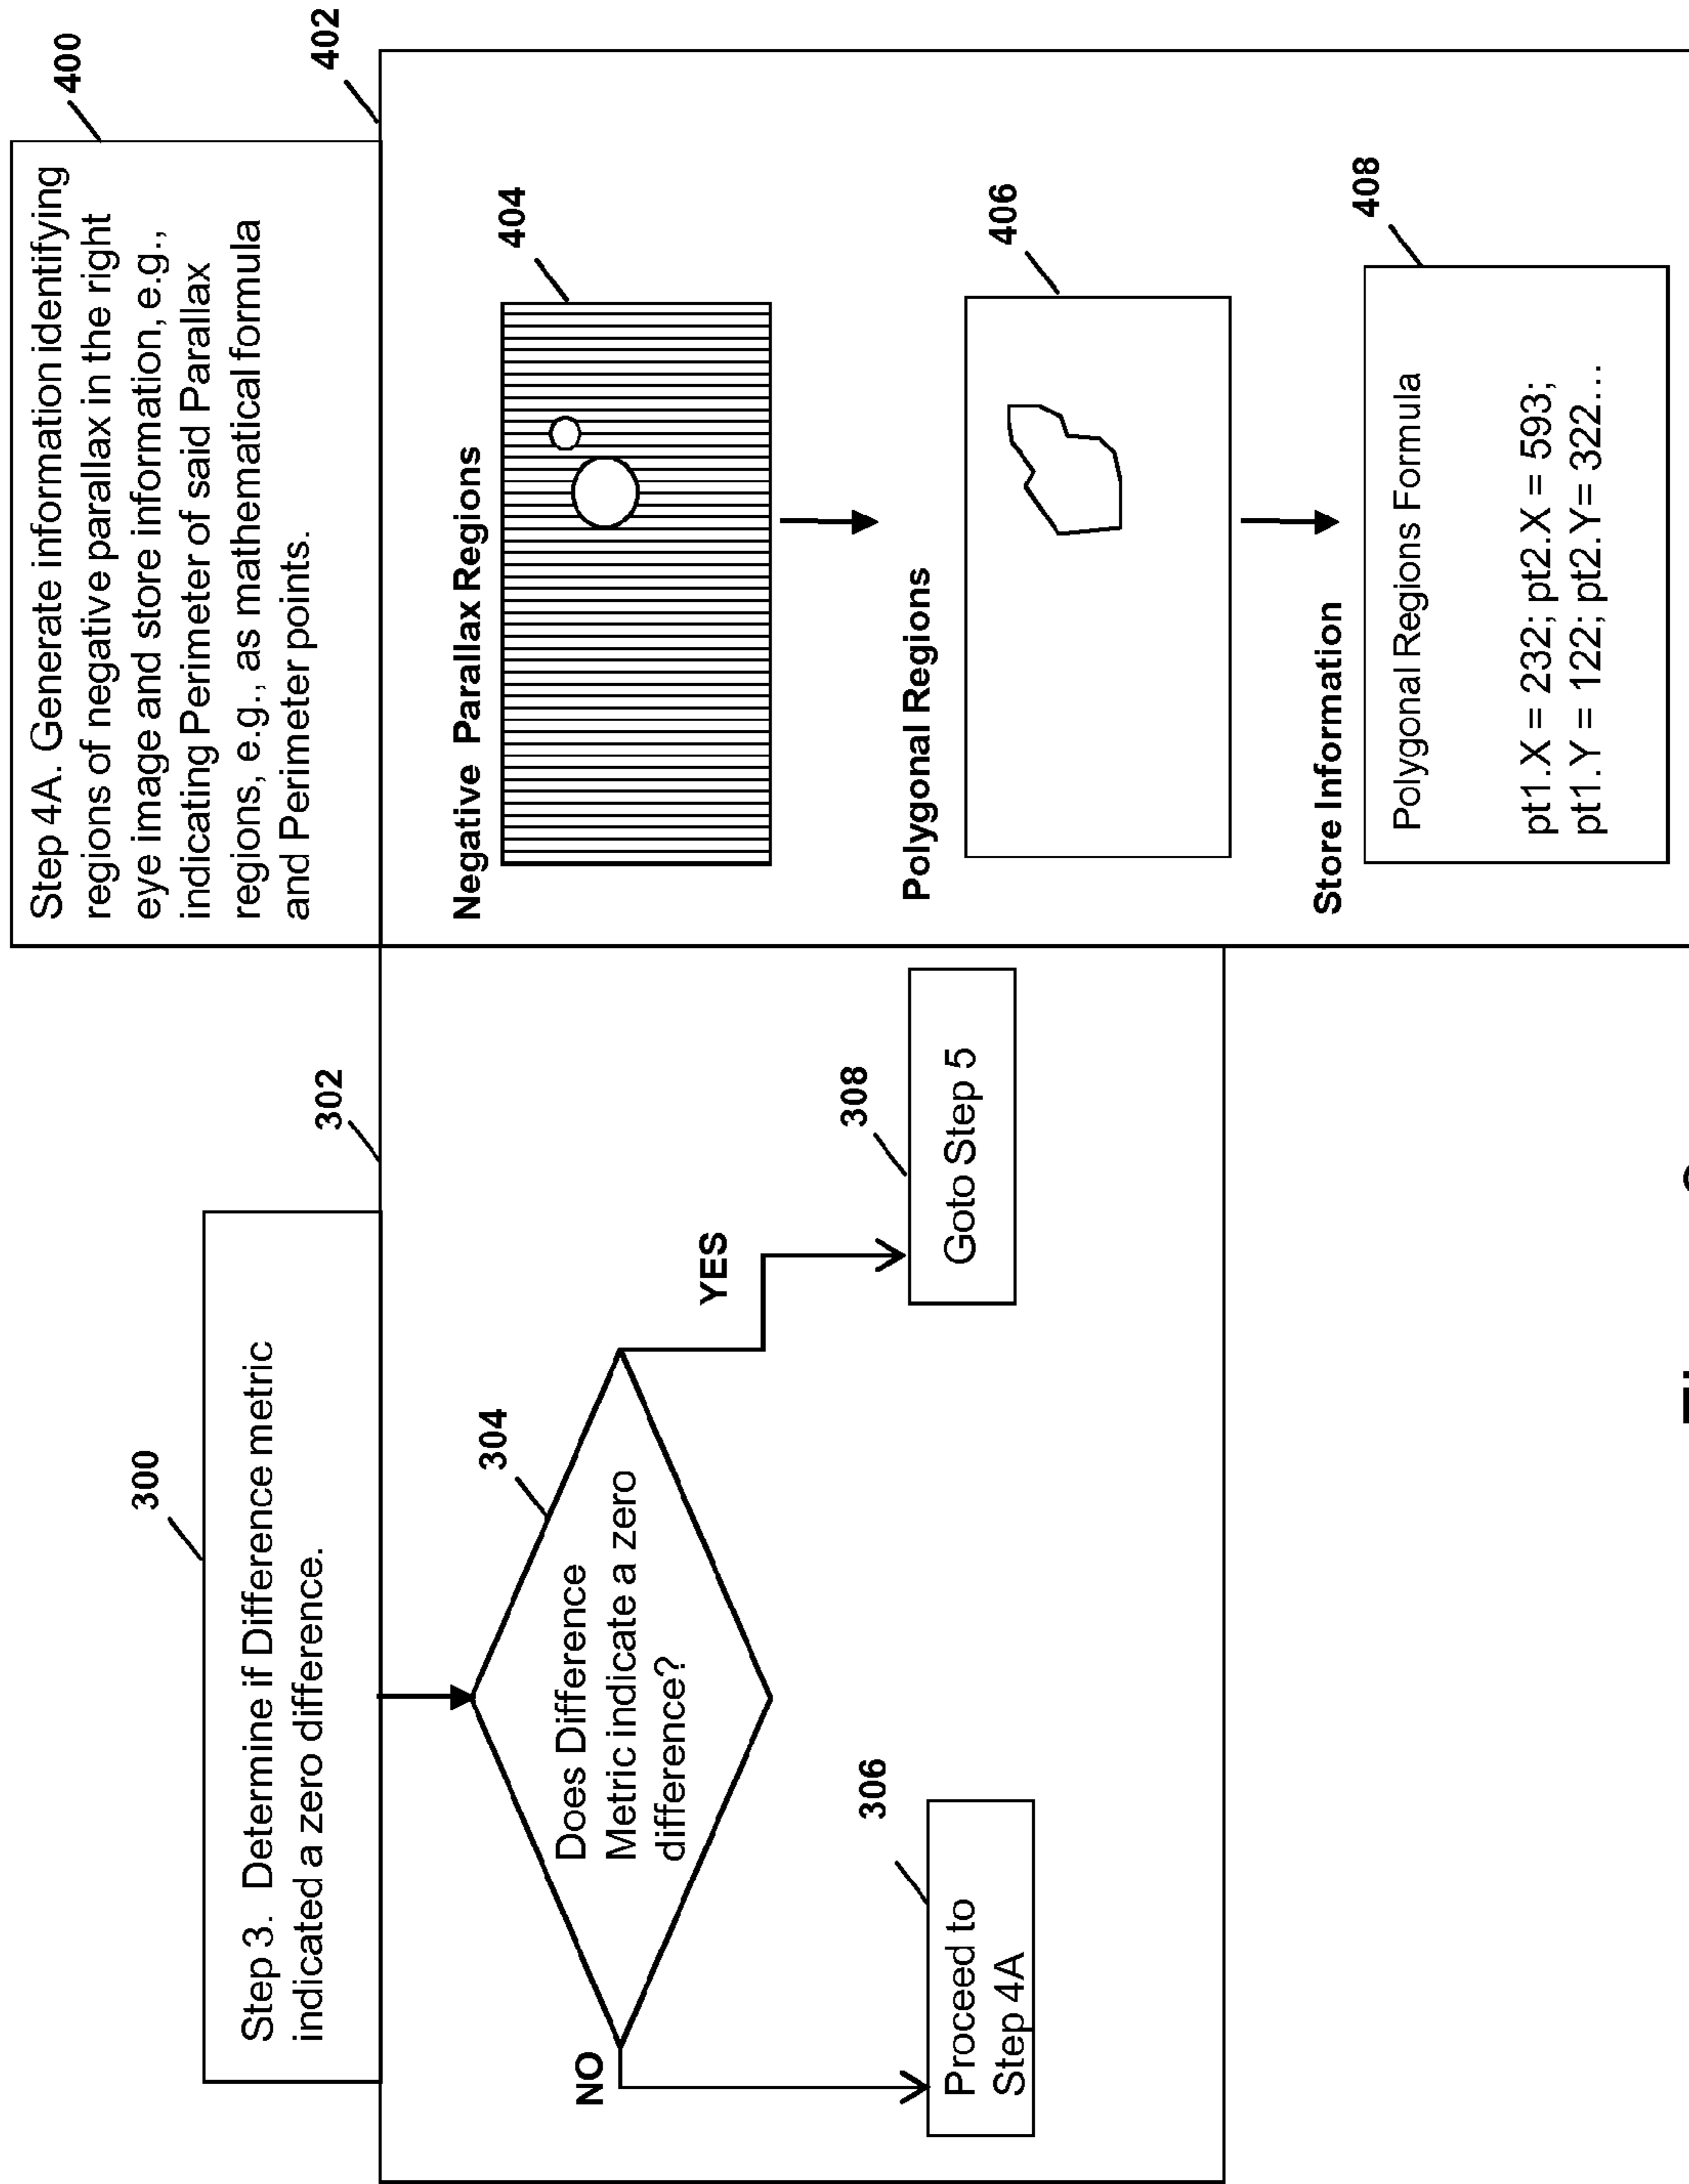 300
Step 3. Determine if Difference metric
indicated a zero difference.
302
304
Does Difference
Metric indicate a zero
difference?
NO
YES
306
Proceed to
Step 4A
308
Goto Step 5
400
Step 4A. Generate information identifying
regions of negative parallax in the right
eye image and store information, e.g.,
indicating Perimeter of said Parallax
regions, e.g., as mathematical formula
and Perimeter points.
402
Negative Parallax Regions
404
Polygonal Regions
406
Store Information
408
Polygonal Regions Formula
pt1.X = 232; pt2.X = 593;
pt1.Y = 122; pt2.Y= 322...